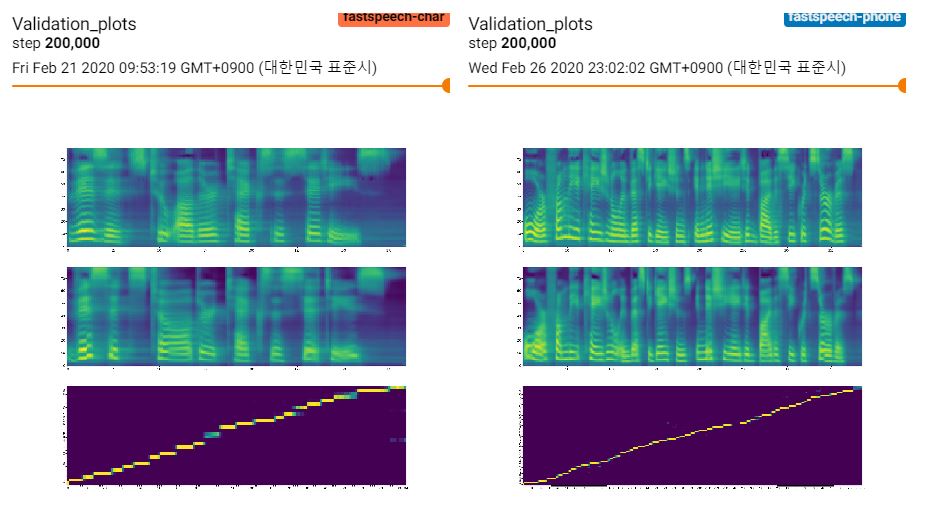 Validation_plots
fastspeech-char
step 200,000
Fri Feb 21 2020 09:53:19 GMT+0900 (대한민국 표준시)
Validation_plots
fastspeech-phone
step 200,000
Wed Feb 26 2020 23:02:02 GMT+0900 (대한민국 표준시)